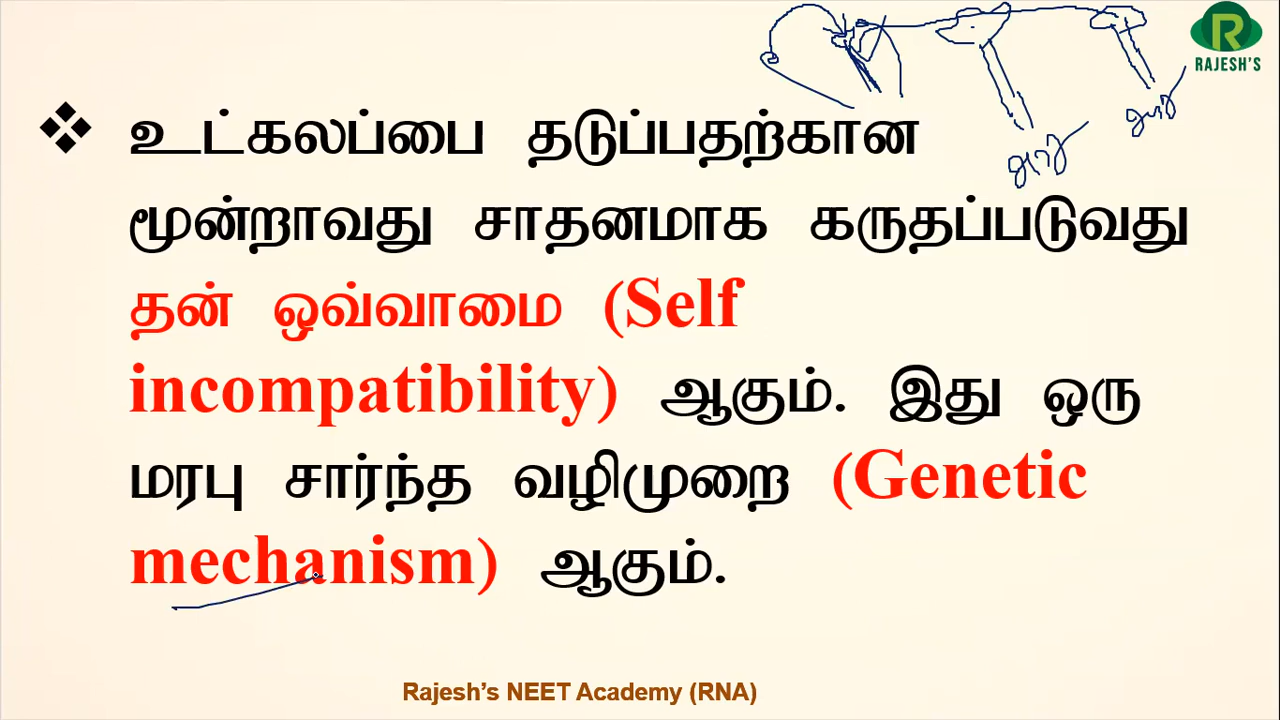 RAJESH'S
❖ உட்கலப்பை தடுப்பதற்கான
மூன்றாவது சாதனமாக கருதப்படுவது
தன் ஒவ்வாமை (Self
incompatibility) ஆகும். இது ஒரு
மரபு சார்ந்த வழிமுறை (Genetic
mechanism) ஆகும்.
Rajesh's NEET Academy (RNA)